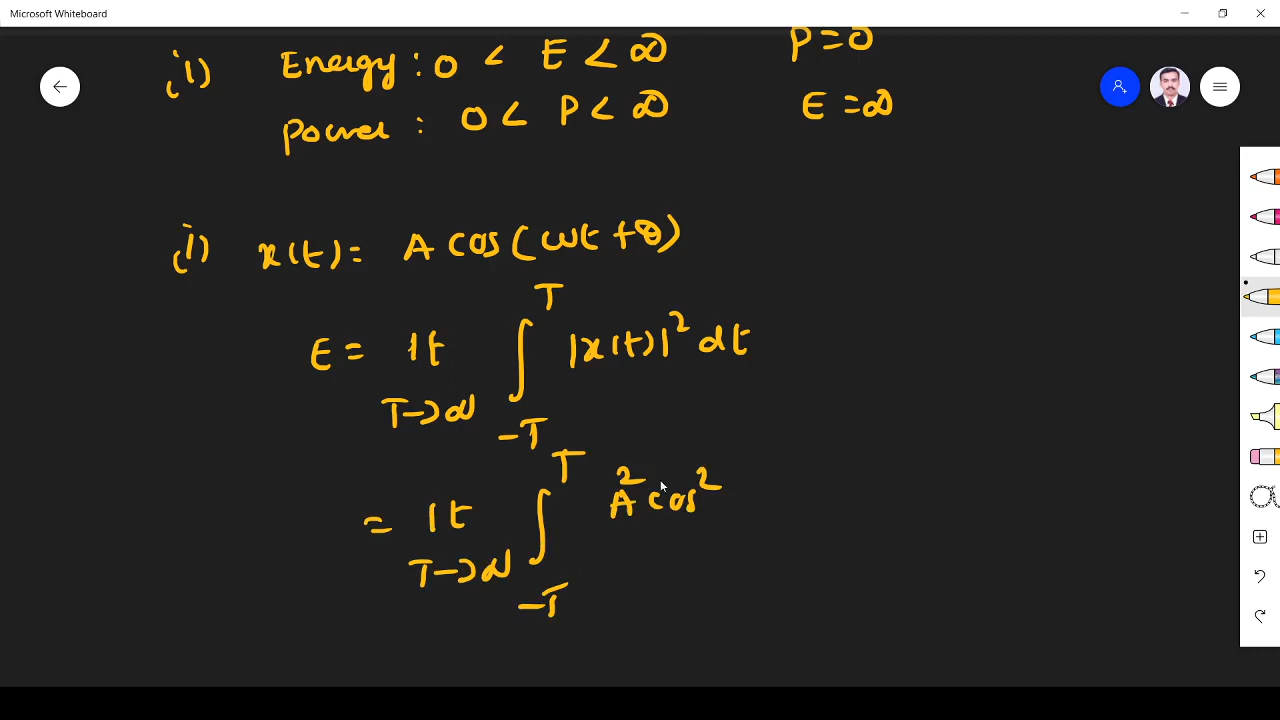 Microsoft Whiteboard
(i) Energy : 0 < E < ∞ P = 0
Power : 0 < P < ∞ E = ∞
(i) x(t) = A cos(ωt + θ)
E = lt T→∞ ∫_{-T}^{T} |x(t)|² dt
= lt T→∞ ∫_{-T}^{T} A² cos²